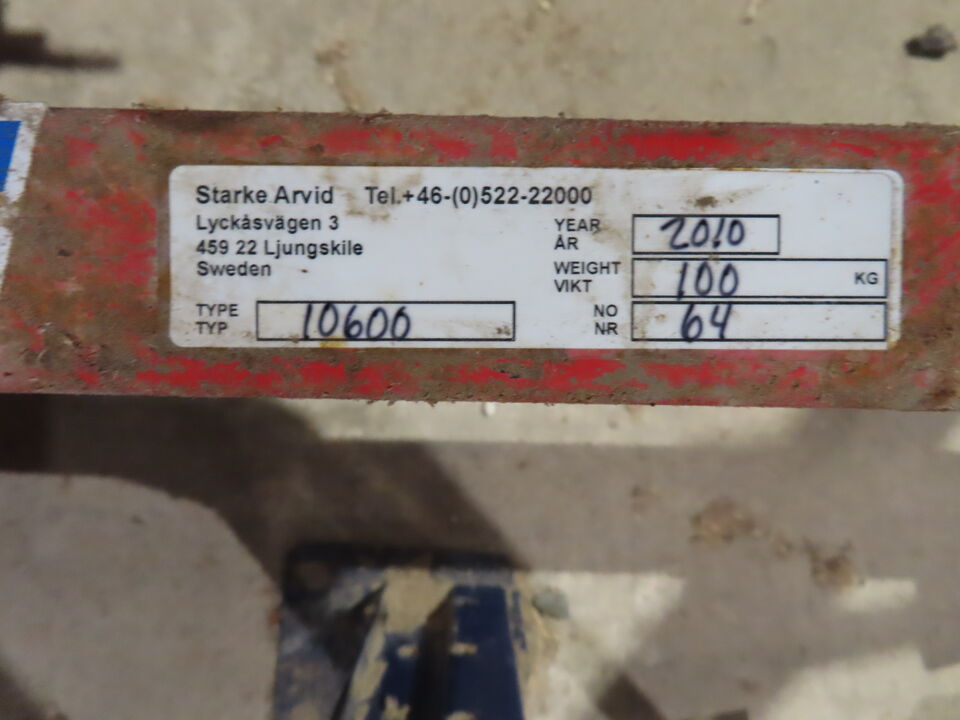 Starke Arvid Tel.+46-(0)522-22000
Lyckåsvägen 3
459 22 Ljungskile
Sweden
YEAR
ÅR
2010
WEIGHT
VIKT
100 KG
TYPE
TYP
10600
NO
NR
64